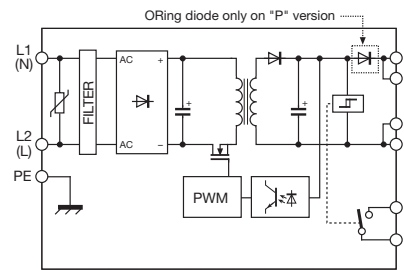 ORing diode only on "P" version
L1
(N)
FILTER
AC
+
+
+
L2
(L)
AC
−
PE
PWM